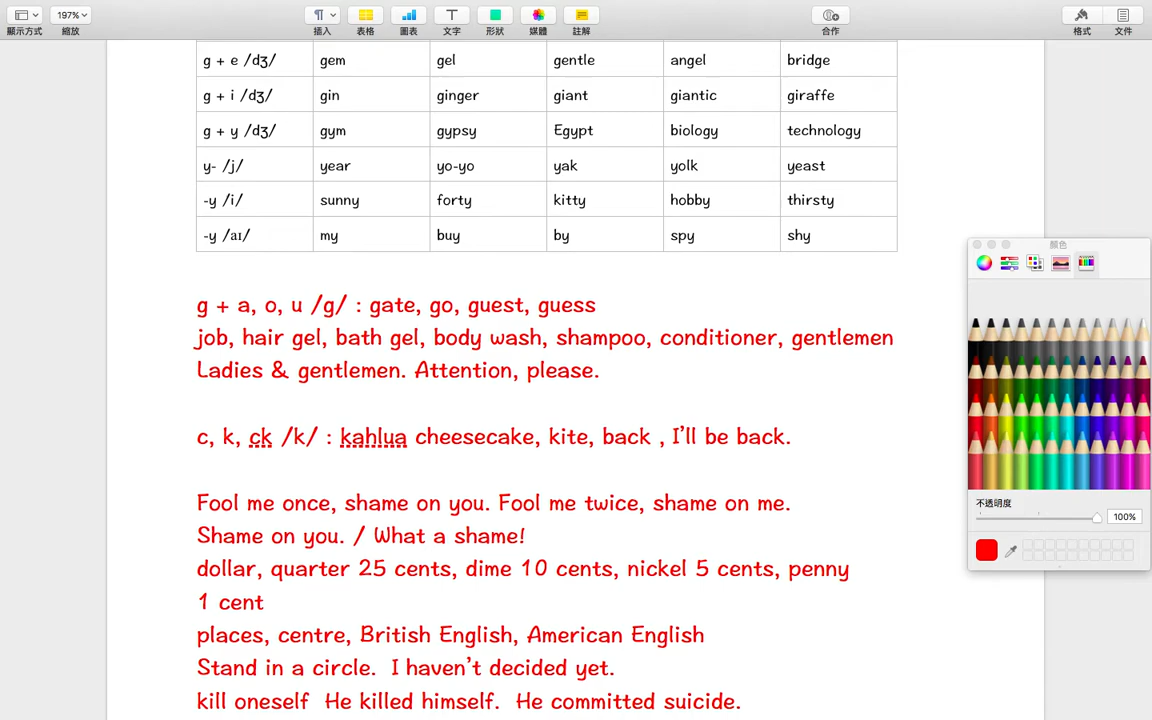 197%
顯示方式
縮放
插入
表格
圖表
文字
形狀
媒體
註解
合作
格式
文件
g + e /dʒ/ gem gel gentle angel bridge
g + i /dʒ/ gin ginger giant giantic giraffe
g + y /dʒ/ gym gypsy Egypt biology technology
y- /j/ year yo-yo yak yolk yeast
-y /i/ sunny forty kitty hobby thirsty
-y /aɪ/ my buy by spy shy
g + a, o, u /g/ : gate, go, guest, guess
job, hair gel, bath gel, body wash, shampoo, conditioner, gentlemen
Ladies & gentlemen. Attention, please.
c, k, ck /k/ : kahlua cheesecake, kite, back , I'll be back.
Fool me once, shame on you. Fool me twice, shame on me.
Shame on you. / What a shame!
dollar, quarter 25 cents, dime 10 cents, nickel 5 cents, penny
1 cent
places, centre, British English, American English
Stand in a circle. I haven't decided yet.
kill oneself He killed himself. He committed suicide.
顏色
不透明度
100%